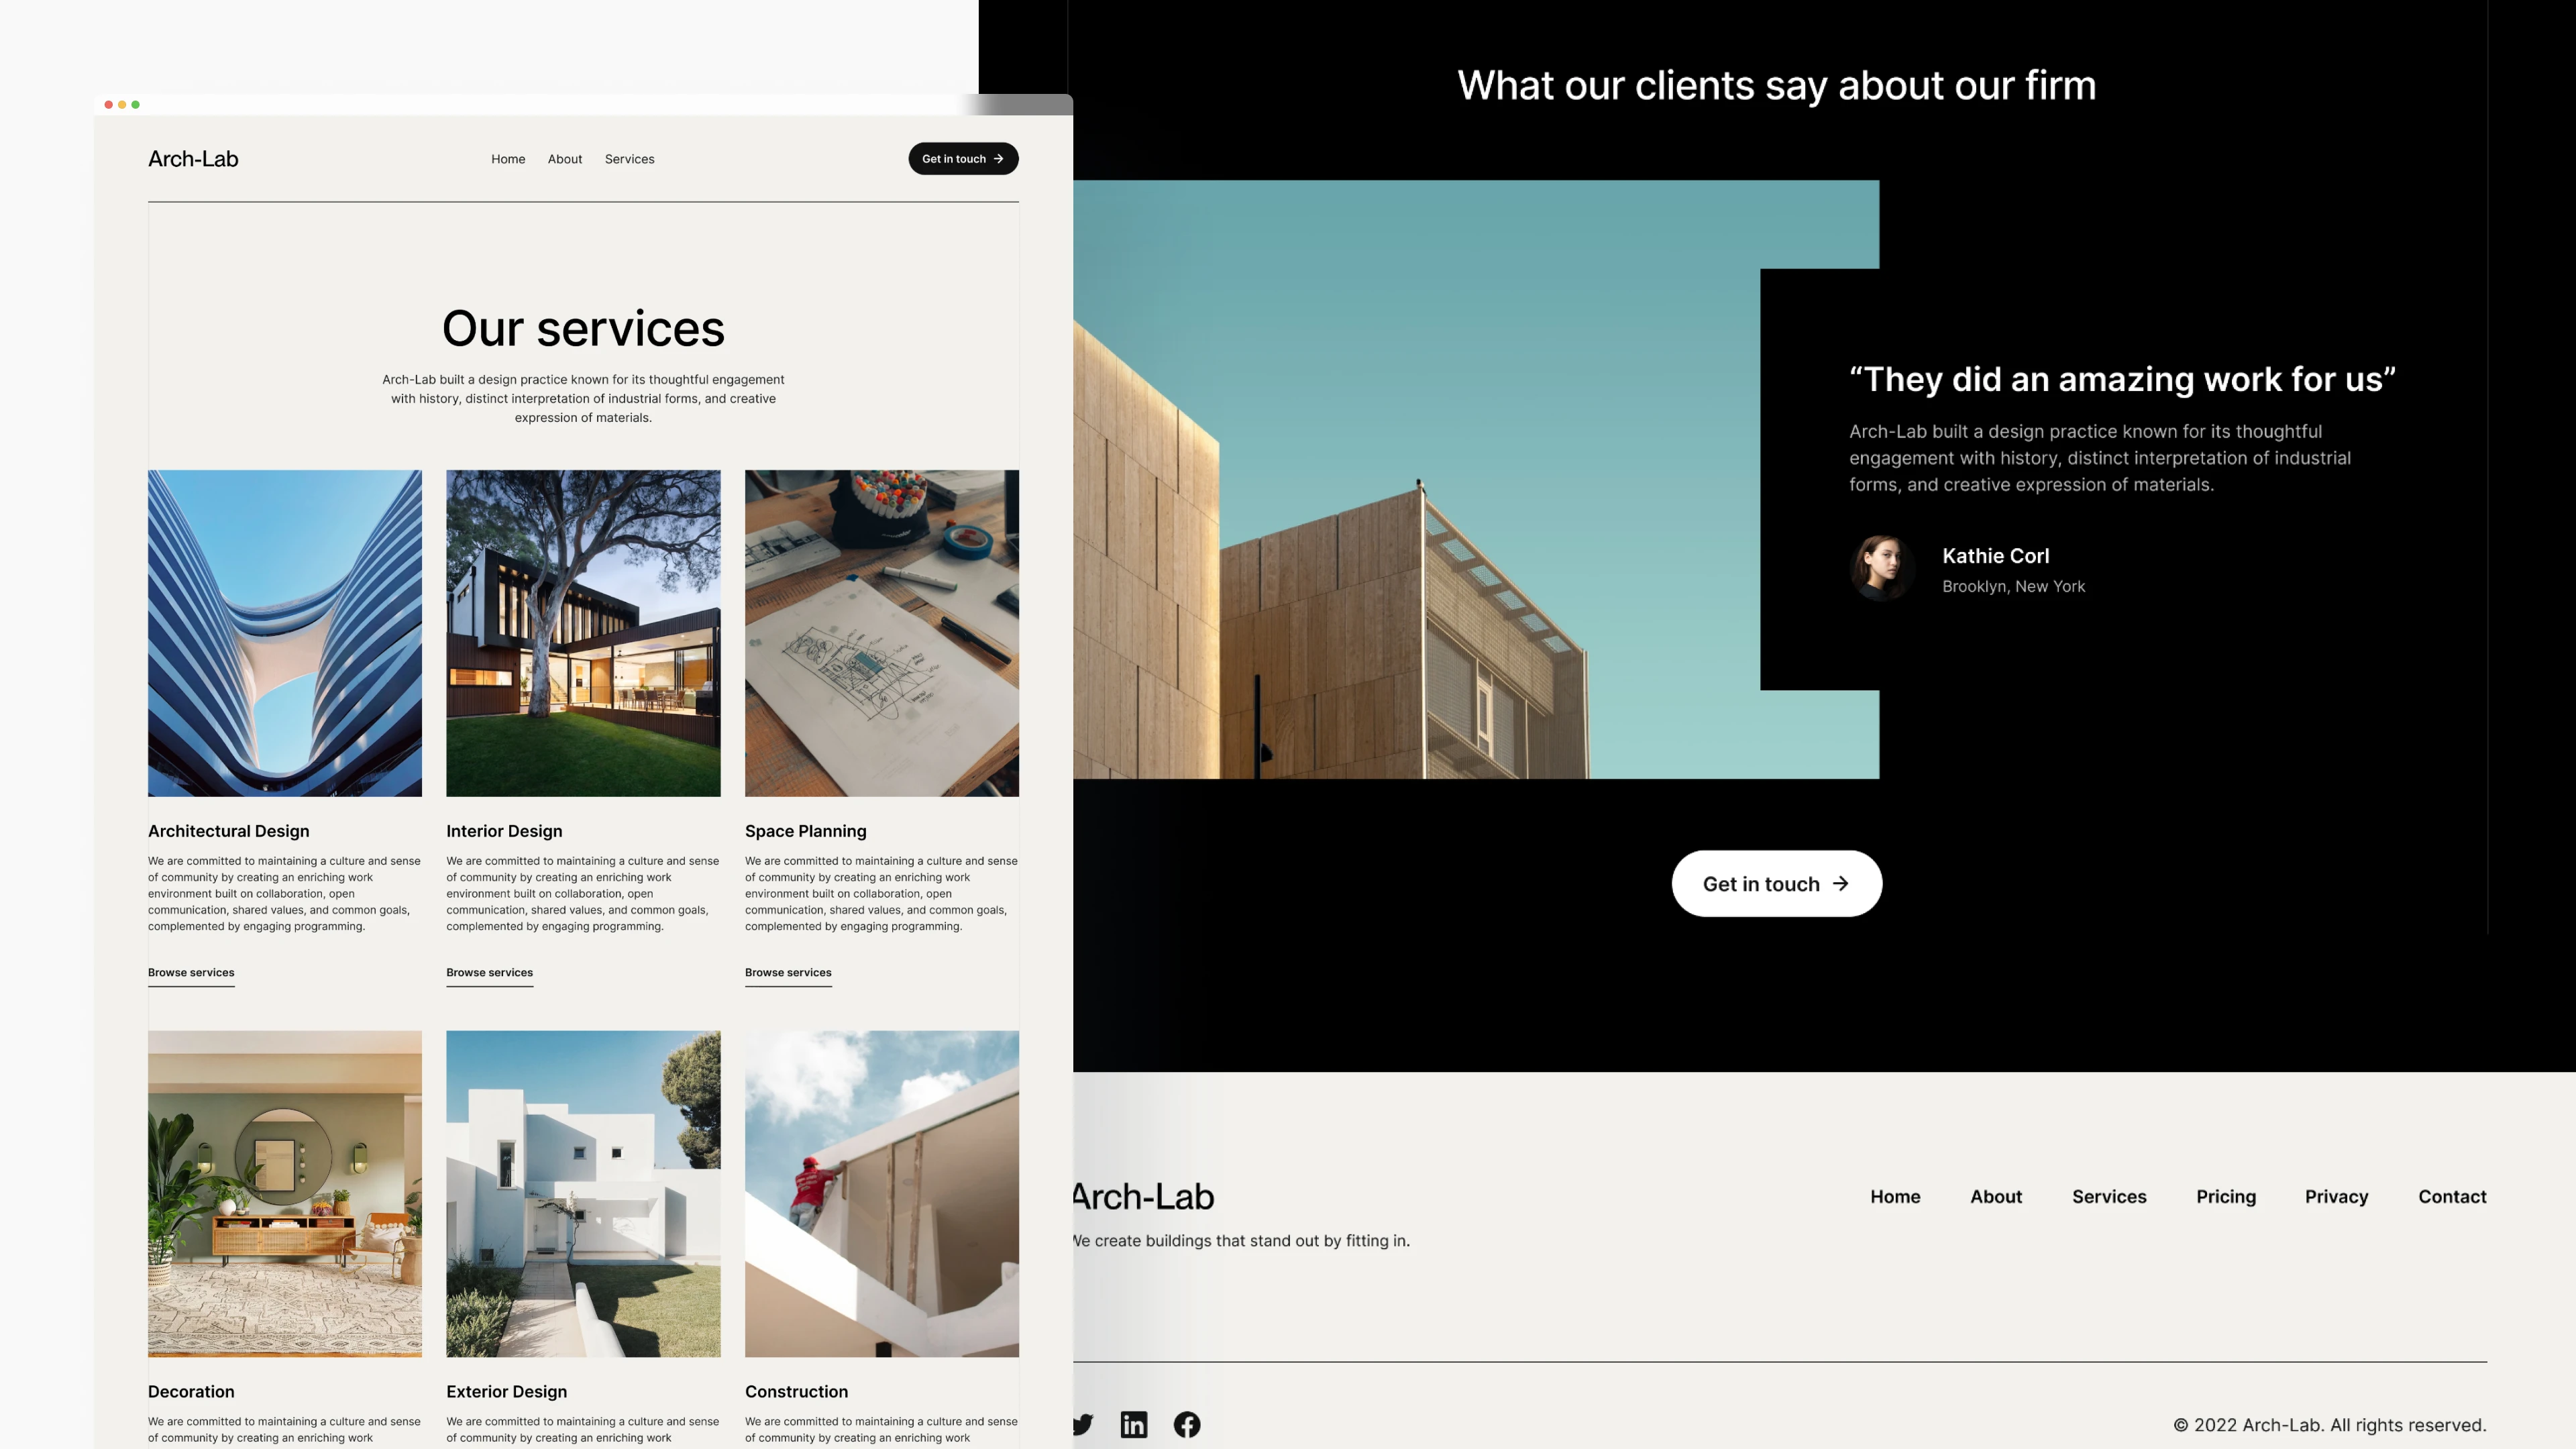 Arch-Lab
Home About Services
Get in touch →
Our services
Arch-Lab built a design practice known for its thoughtful engagement
with history, distinct interpretation of industrial forms, and creative
expression of materials.
Architectural Design
We are committed to maintaining a culture and sense
of community by creating an enriching work
environment built on collaboration, open
communication, shared values, and common goals,
complemented by engaging programming.
Browse services
Interior Design
We are committed to maintaining a culture and sense
of community by creating an enriching work
environment built on collaboration, open
communication, shared values, and common goals,
complemented by engaging programming.
Browse services
Space Planning
We are committed to maintaining a culture and sense
of community by creating an enriching work
environment built on collaboration, open
communication, shared values, and common goals,
complemented by engaging programming.
Browse services
Decoration
We are committed to maintaining a culture and sense
of community by creating an enriching work
Exterior Design
We are committed to maintaining a culture and sense
of community by creating an enriching work
Construction
We are committed to maintaining a culture and sense
of community by creating an enriching work
What our clients say about our firm
“They did an amazing work for us”
Arch-Lab built a design practice known for its thoughtful
engagement with history, distinct interpretation of industrial
forms, and creative expression of materials.
Kathie Corl
Brooklyn, New York
Get in touch →
Arch-Lab
We create buildings that stand out by fitting in.
Home About Services Pricing Privacy Contact
© 2022 Arch-Lab. All rights reserved.